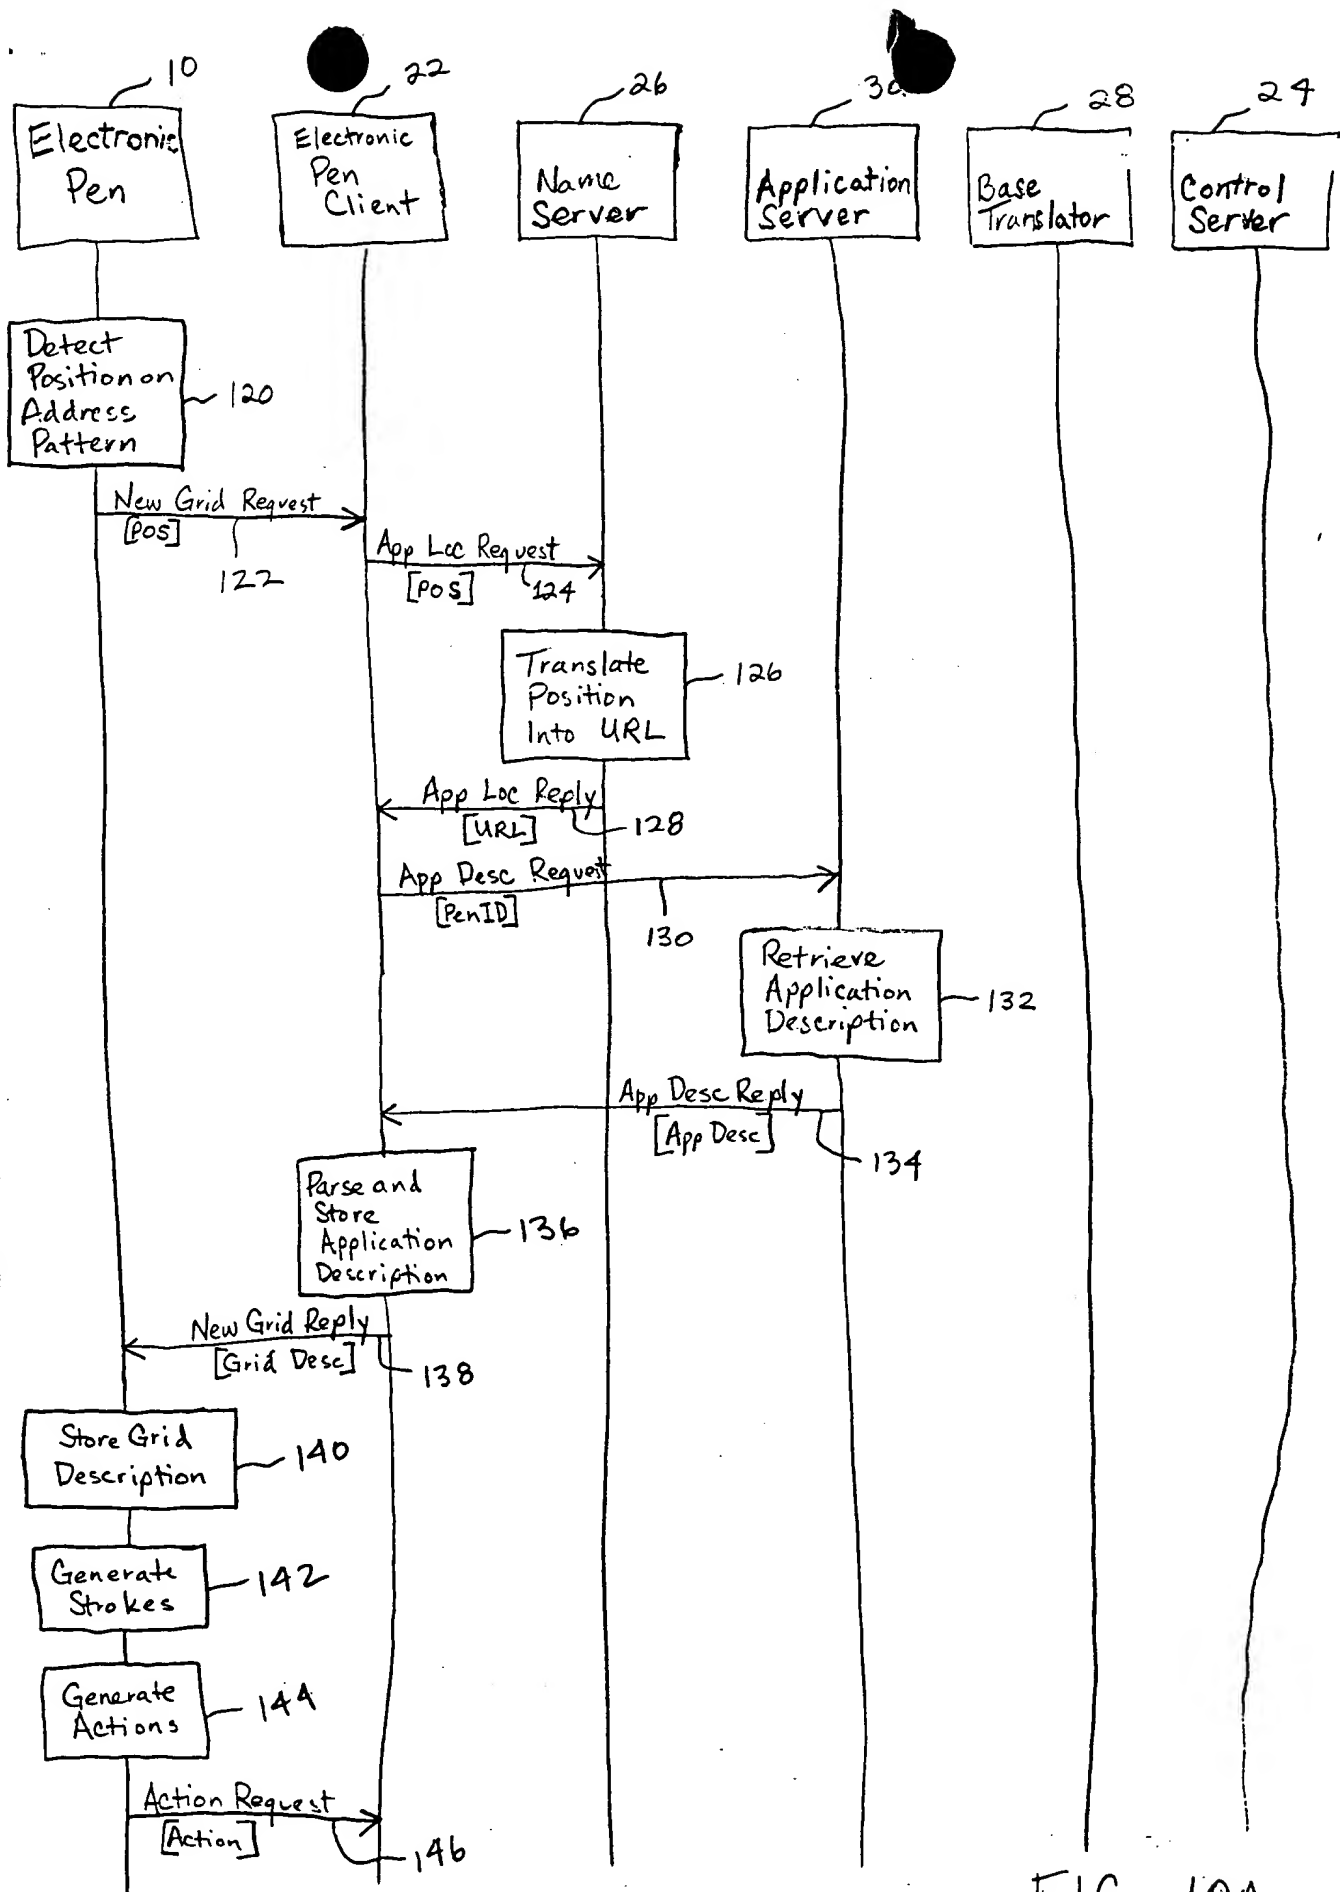 10
22
26
30
28
24
Electronic
Pen
Electronic
Pen
Client
Name
Server
Application
Server
Base
Translator
Control
Server
Detect
Position on
Address
Pattern
120
New Grid Request
[POS]
122
App Loc Request
[POS]
124
Translate
Position
Into URL
126
App Loc Reply
[URL]
128
App Desc Request
[PenID]
130
Retrieve
Application
Description
132
App Desc Reply
[App Desc]
134
Parse and
Store
Application
Description
136
New Grid Reply
[Grid Desc]
138
Store Grid
Description
140
Generate
Strokes
142
Generate
Actions
144
Action Request
[Action]
146
FIG. 10A